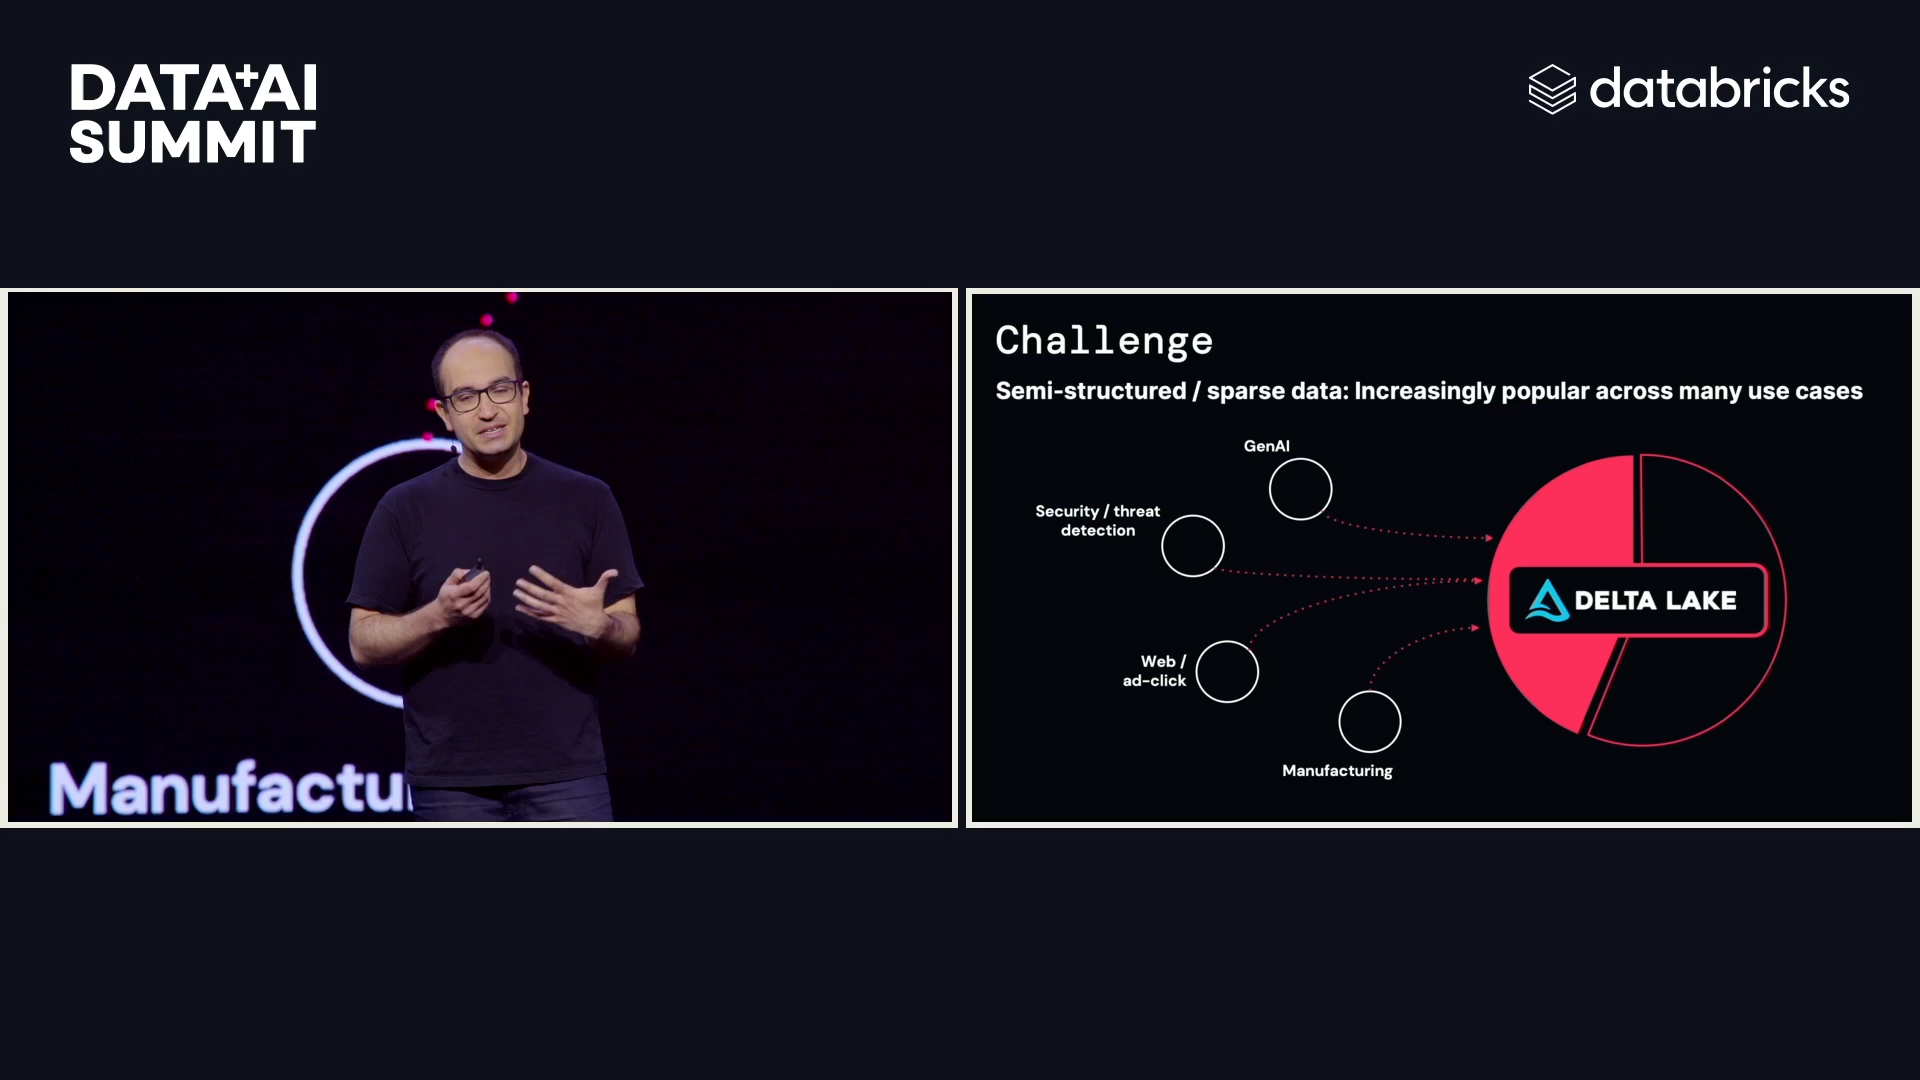 DATA+AI
SUMMIT
databricks
Manufactu
Challenge
Semi-structured / sparse data: Increasingly popular across many use cases
GenAI
Security / threat
detection
Web /
ad-click
Manufacturing
DELTA LAKE